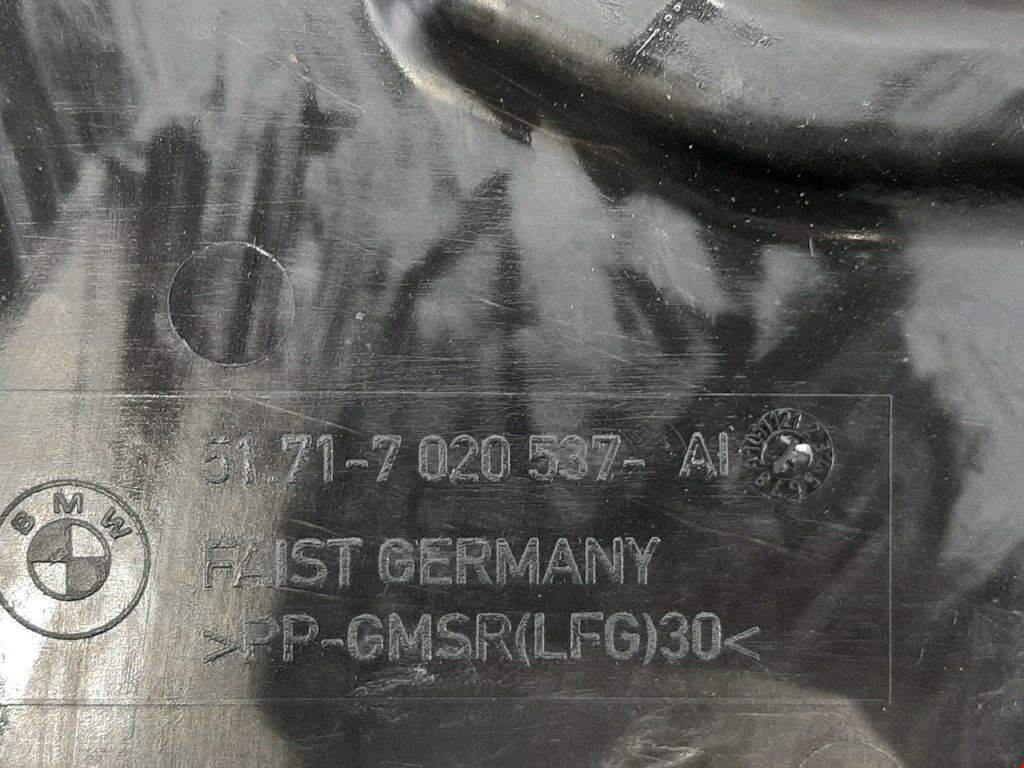 51.71-7 020 537- AI
BMW
FAIST GERMANY
>PP-GMSR(LFG)30<